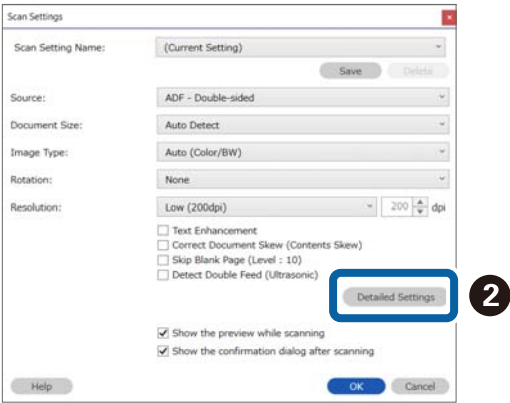 Scan Settings
Scan Setting Name: (Current Setting)
Save Delete
Source: ADF - Double-sided
Document Size: Auto Detect
Image Type: Auto (Color/BW)
Rotation: None
Resolution: Low (200dpi) 200 dpi
Text Enhancement
Correct Document Skew (Contents Skew)
Skip Blank Page (Level : 10)
Detect Double Feed (Ultrasonic)
Detailed Settings
2
Show the preview while scanning
Show the confirmation dialog after scanning
Help OK Cancel